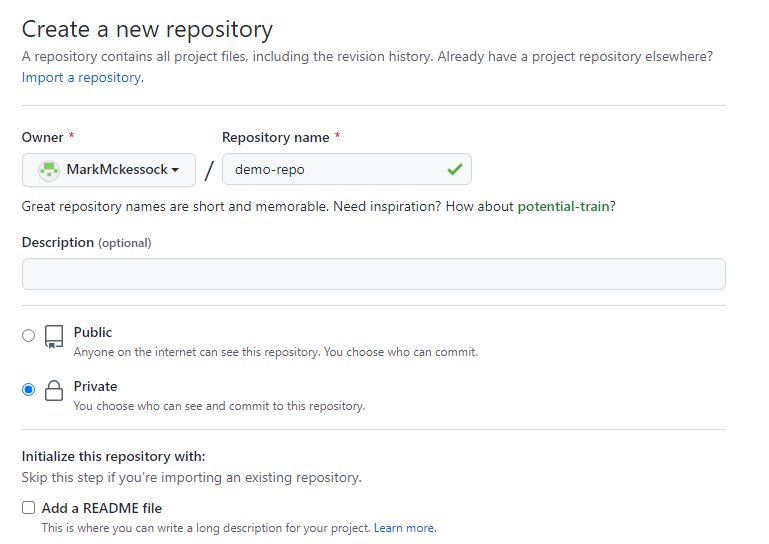 Create a new repository
A repository contains all project files, including the revision history. Already have a project repository elsewhere?
Import a repository.
Owner * Repository name *
MarkMckessock / demo-repo
Great repository names are short and memorable. Need inspiration? How about potential-train?
Description (optional)
Public
Anyone on the internet can see this repository. You choose who can commit.
Private
You choose who can see and commit to this repository.
Initialize this repository with:
Skip this step if you’re importing an existing repository.
Add a README file
This is where you can write a long description for your project. Learn more.